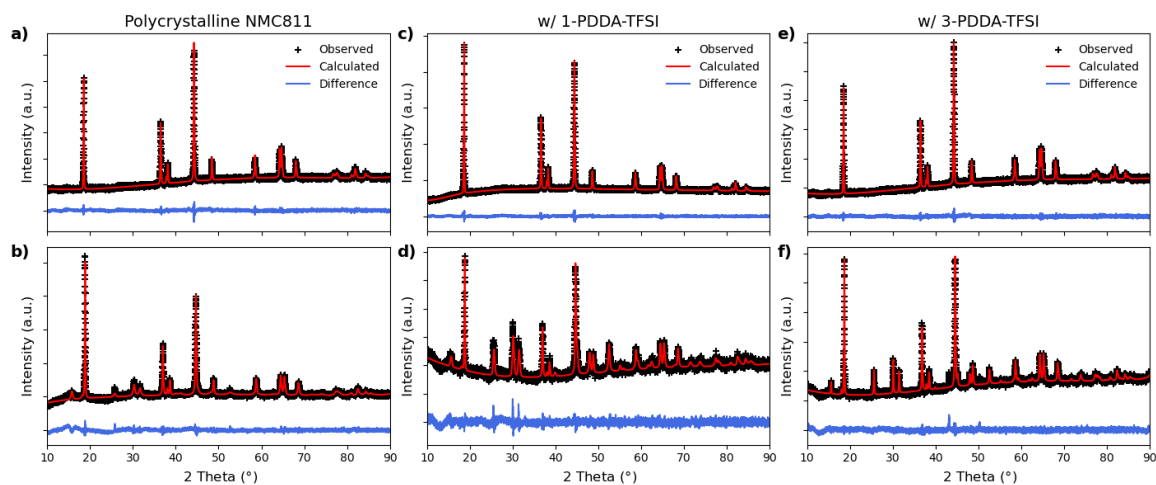 Polycrystalline NMC811
w/ 1-PDDA-TFSI
w/ 3-PDDA-TFSI
a)
Observed
Calculated
Difference
Intensity (a.u.)
c)
Observed
Calculated
Difference
Intensity (a.u.)
e)
Observed
Calculated
Difference
Intensity (a.u.)
b)
Intensity (a.u.)
10 20 30 40 50 60 70 80 90
2 Theta (°)
d)
Intensity (a.u.)
10 20 30 40 50 60 70 80 90
2 Theta (°)
f)
Intensity (a.u.)
10 20 30 40 50 60 70 80 90
2 Theta (°)